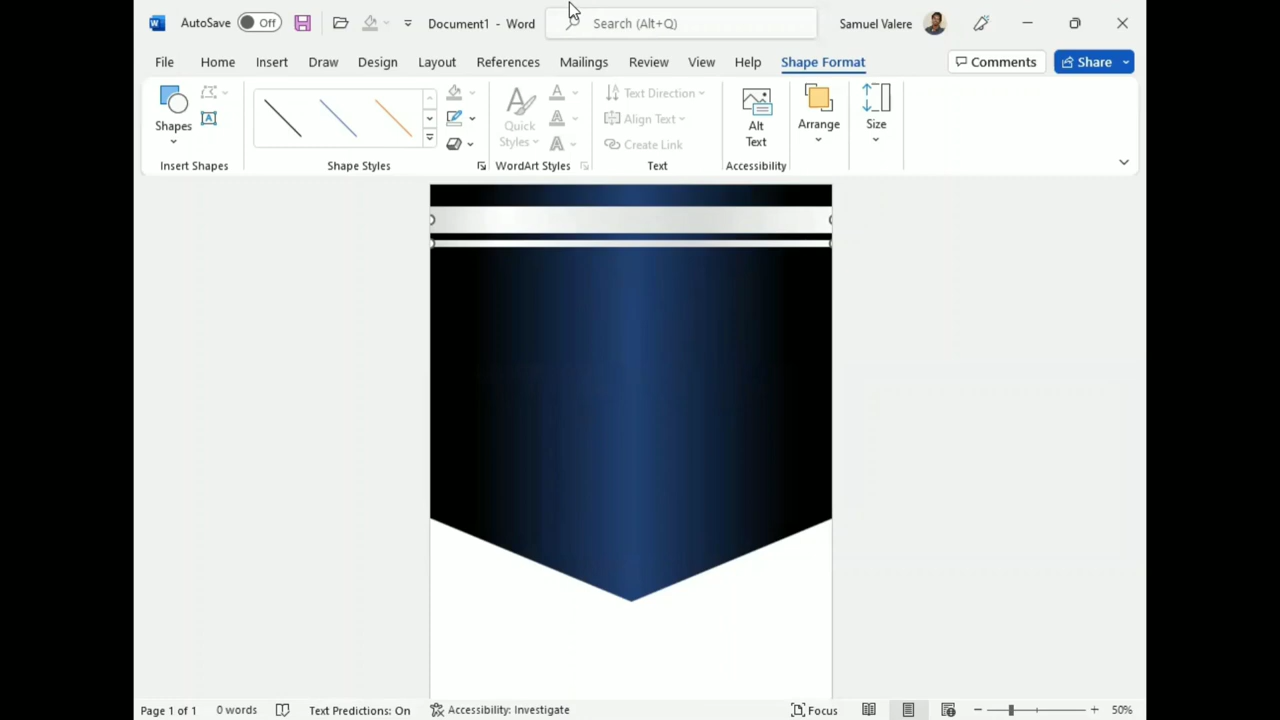 AutoSave Off Document1 - Word Search (Alt+Q) Samuel Valere
File Home Insert Draw Design Layout References Mailings Review View Help Shape Format Comments Share
Shapes
Insert Shapes
Shape Styles
Quick
Styles
WordArt Styles
Text Direction
Align Text
Create Link
Text
Alt
Text
Accessibility
Arrange
Size
Page 1 of 1 0 words Text Predictions: On Accessibility: Investigate Focus 50%